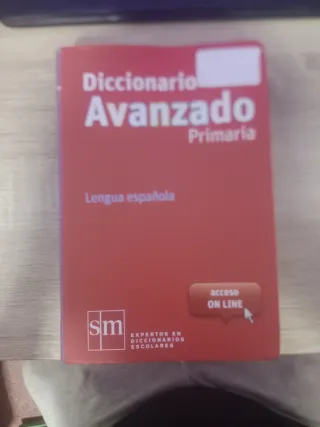 Diccionario
Avanzado
Primaria
Lengua española
acceso
ON LINE
sm
EXPERTOS EN
DICCIONARIOS
ESCOLARES